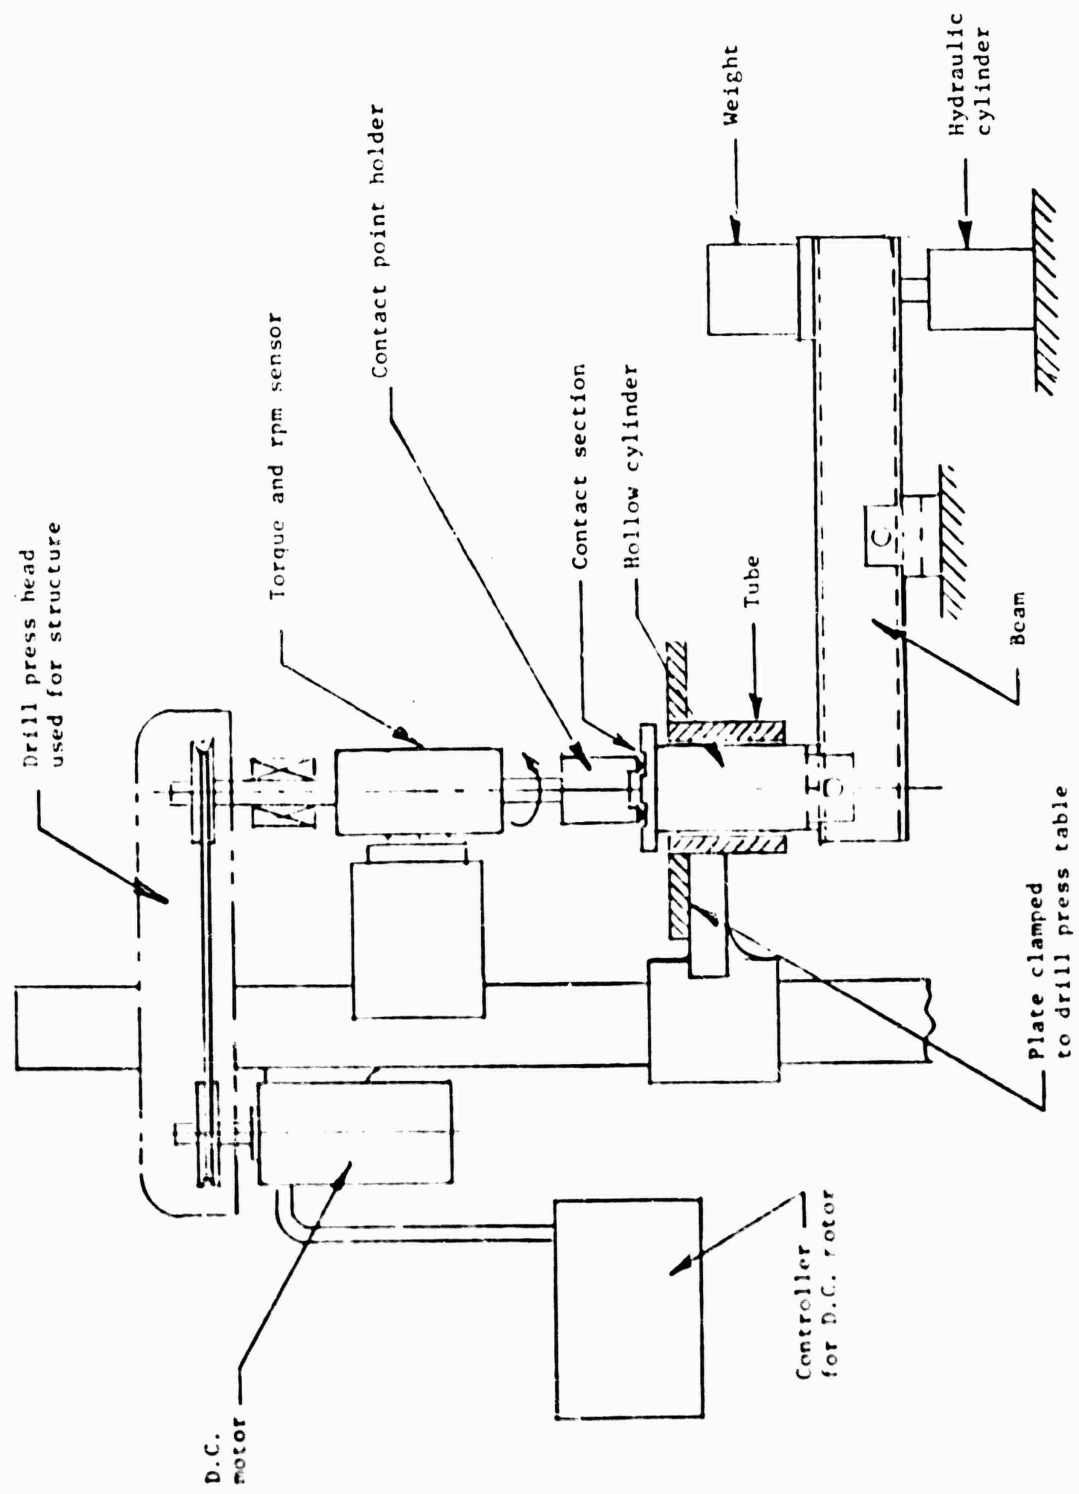 Drill press head
used for structure
Torque and rpm sensor
Contact point holder
Contact section
Hollow cylinder
Tube
Weight
Hydraulic
cylinder
Beam
Plate clamped
to drill press table
Controller
for D.C. rotor
D.C.
motor